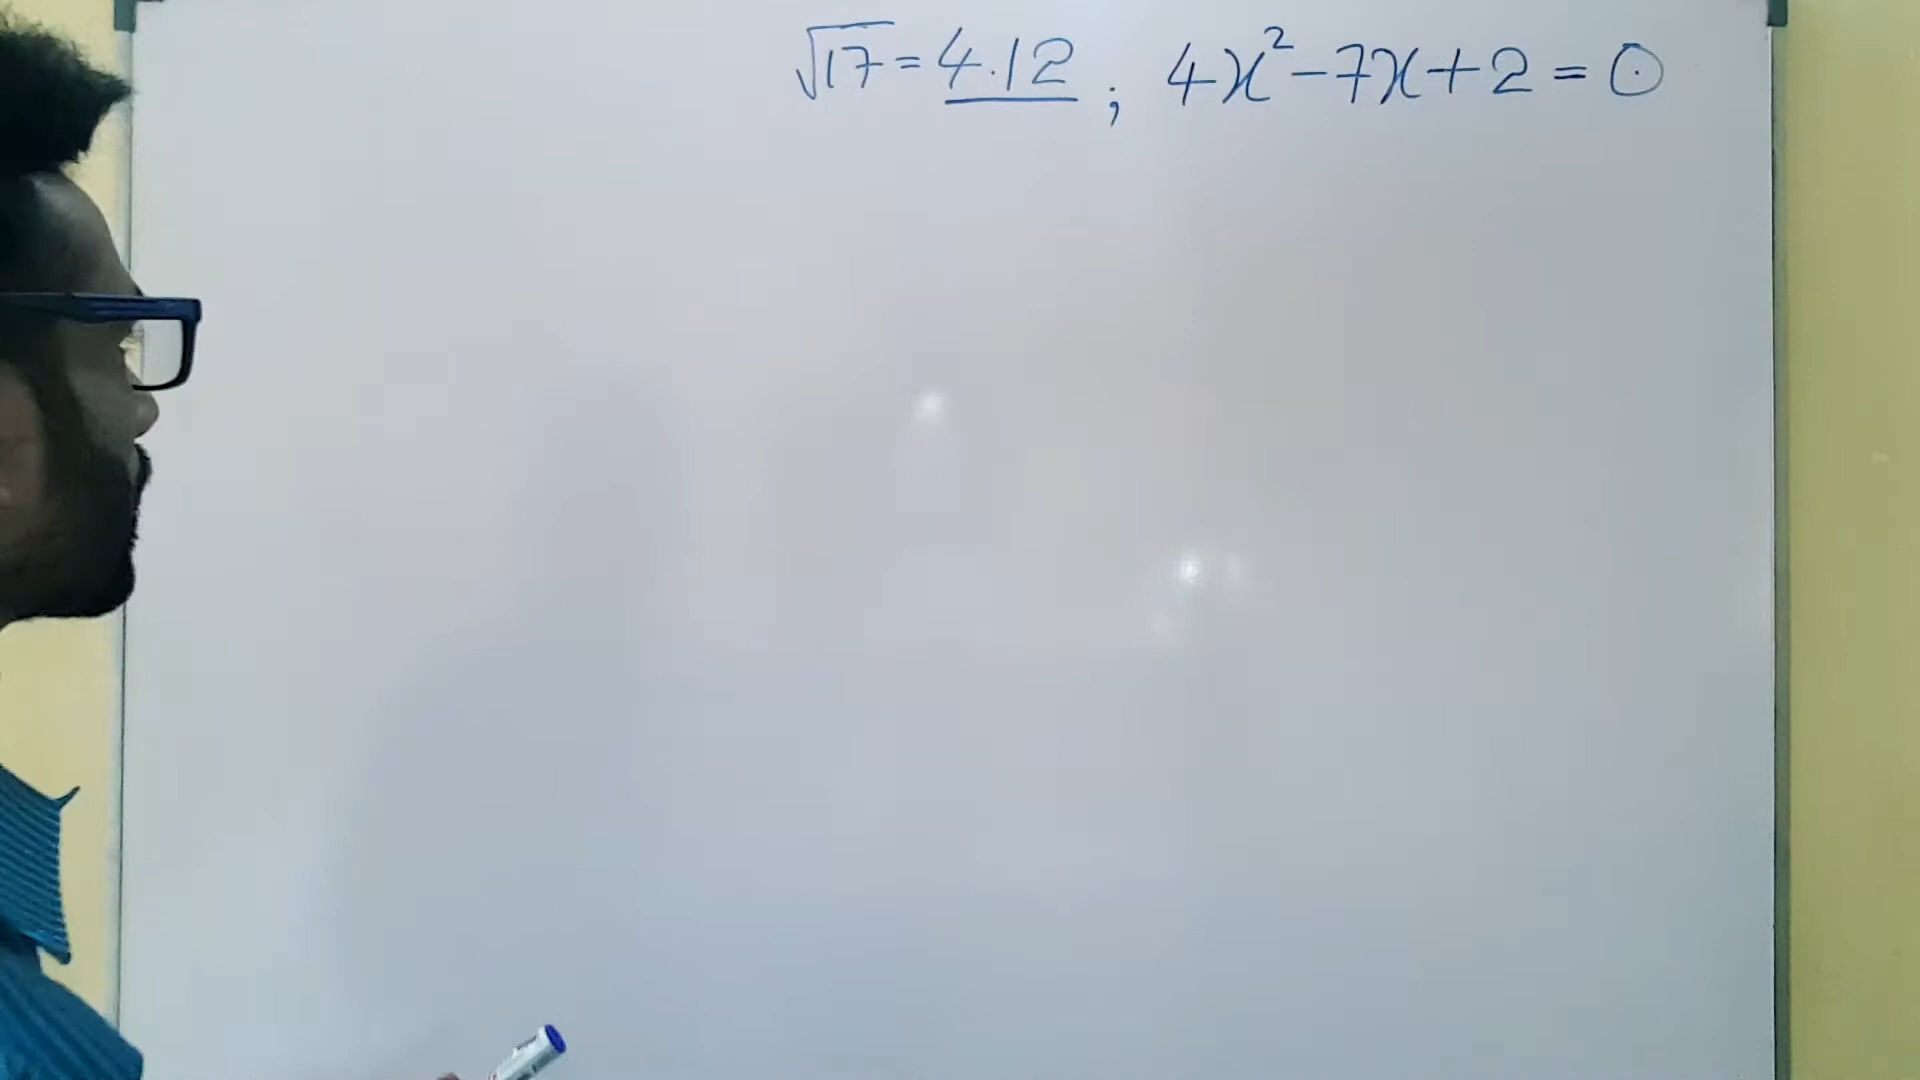 √17 = 4.12 ; 4x² - 7x + 2 = 0